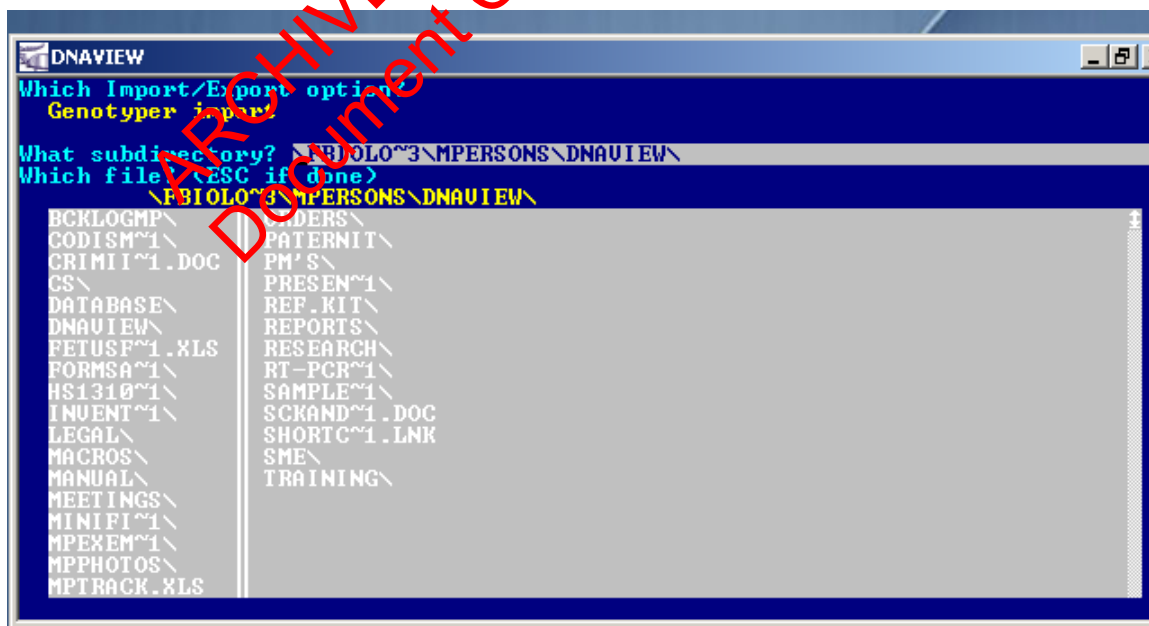 ARCHIVE
Document
DNAVIEW
Which Import/Export option?
Genotyper import
What subdirectory? \FBIOLO~3\MPERSONS\DNAVIEW\
Which file? (ESC if done)
\FBIOLO~3\MPERSONS\DNAVIEW\
BCKLOGMP\
CODISM~1\
CRIMII~1.DOC
CS\
DATABASE\
DNAVIEW\
FETUSF~1.XLS
FORMSA~1\
HS1310~1\
INVENT~1\
LEGAL\
MACROS\
MANUAL\
MEETINGS\
MINIFI~1\
MPEXEM~1\
MPPHOTOS\
MPTRACK.XLS
PATERNIT\
PM'S\
PRESEN~1\
REF.KIT\
REPORTS\
RESEARCH\
RT-PCR~1\
SAMPLE~1\
SCKAND~1.DOC
SHORTC~1.LNK
SME\
TRAINING\